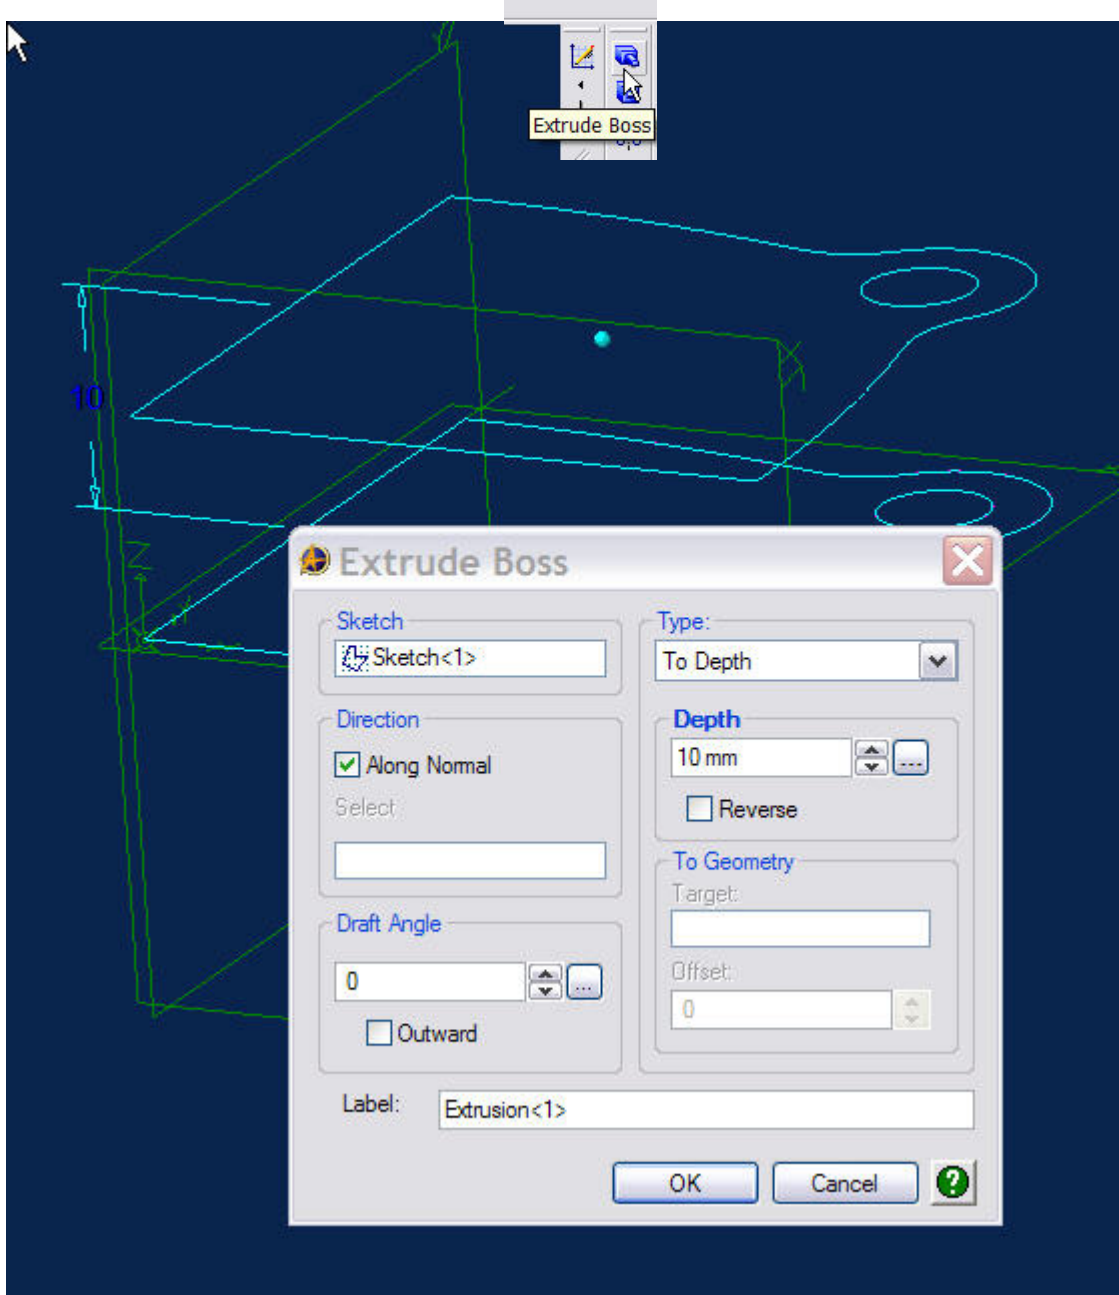 Extrude Boss
10
Z
Extrude Boss
Sketch
Sketch<1>
Type:
To Depth
Direction
Along Normal
Select
Depth
10 mm
...
Reverse
Draft Angle
0
...
Outward
To Geometry
Target:
Offset:
0
Label:
Extrusion<1>
OK
Cancel
?